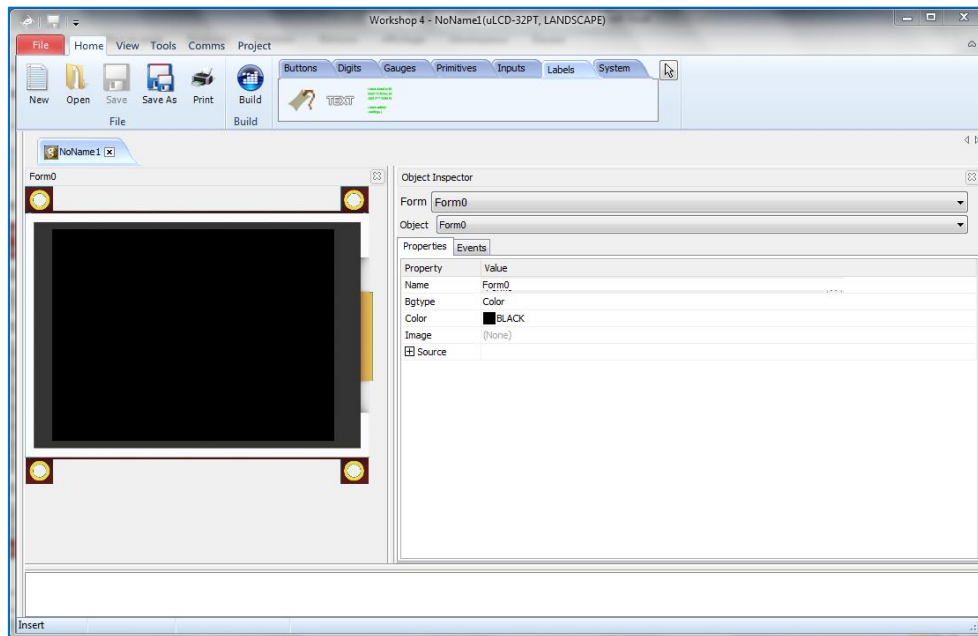 Workshop 4 - NoName1(uLCD-32PT, LANDSCAPE)
File Home View Tools Comms Project
Buttons Digits Gauges Primitives Inputs Labels System
TEXT
New Open Save Save As Print Build
File Build
NoName1
Form0
Object Inspector
Form Form0
Object Form0
Properties Events
Property Value
Name Form0
Bgtype Color
Color BLACK
Image (None)
Source
Insert